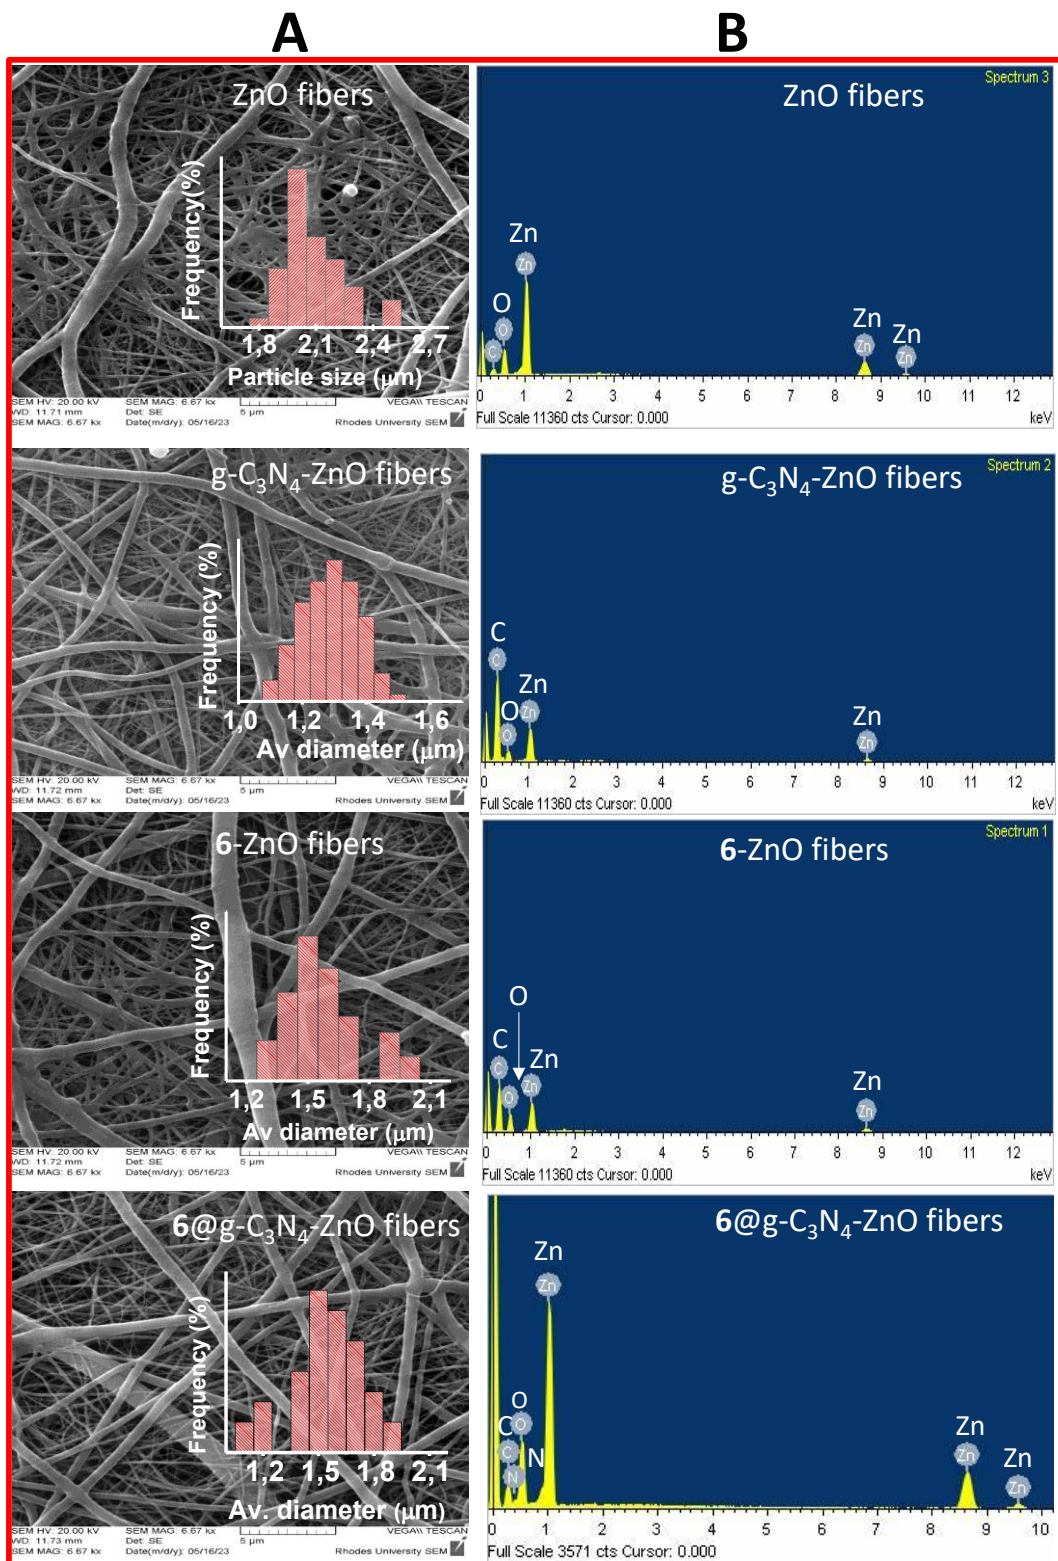 A
B
ZnO fibers
Frequency(%)
1,8 2,1 2,4 2,7
Particle size (μm)
SEM HV: 20.00 kV SEM MAG: 6.67 kx VEGA\\ TESCAN
WD: 11.71 mm Det: SE 5 μm
SEM MAG: 6.67 kx Date(m/d/y): 05/16/23 Rhodes University SEM
Spectrum 3
ZnO fibers
Zn
Zn
O
O
C
Zn
Zn
Zn
Zn
0 1 2 3 4 5 6 7 8 9 10 11 12
Full Scale 11360 cts Cursor: 0.000 keV
g-C₃N₄-ZnO fibers
Frequency (%)
1,0 1,2 1,4 1,6
Av diameter (μm)
SEM HV: 20.00 kV SEM MAG: 6.67 kx VEGA\\ TESCAN
WD: 11.72 mm Det: SE 5 μm
SEM MAG: 6.67 kx Date(m/d/y): 05/16/23 Rhodes University SEM
Spectrum 2
g-C₃N₄-ZnO fibers
C
C
O
O
Zn
Zn
Zn
Zn
0 1 2 3 4 5 6 7 8 9 10 11 12
Full Scale 11360 cts Cursor: 0.000 keV
6-ZnO fibers
Frequency (%)
1,2 1,5 1,8 2,1
Av diameter (μm)
SEM HV: 20.00 kV SEM MAG: 6.67 kx VEGA\\ TESCAN
WD: 11.72 mm Det: SE 5 μm
SEM MAG: 6.67 kx Date(m/d/y): 05/16/23 Rhodes University SEM
Spectrum 1
6-ZnO fibers
O
C
C
O
Zn
Zn
Zn
Zn
0 1 2 3 4 5 6 7 8 9 10 11 12
Full Scale 11360 cts Cursor: 0.000 keV
6@g-C₃N₄-ZnO fibers
Frequency (%)
1,2 1,5 1,8 2,1
Av. diameter (μm)
SEM HV: 20.00 kV SEM MAG: 6.67 kx VEGA\\ TESCAN
WD: 11.73 mm Det: SE 5 μm
SEM MAG: 6.67 kx Date(m/d/y): 05/16/23 Rhodes University SEM
6@g-C₃N₄-ZnO fibers
Zn
Zn
O
O
C
C
N
N
Zn
Zn
Zn
Zn
0 1 2 3 4 5 6 7 8 9 10
Full Scale 3571 cts Cursor: 0.000 keV